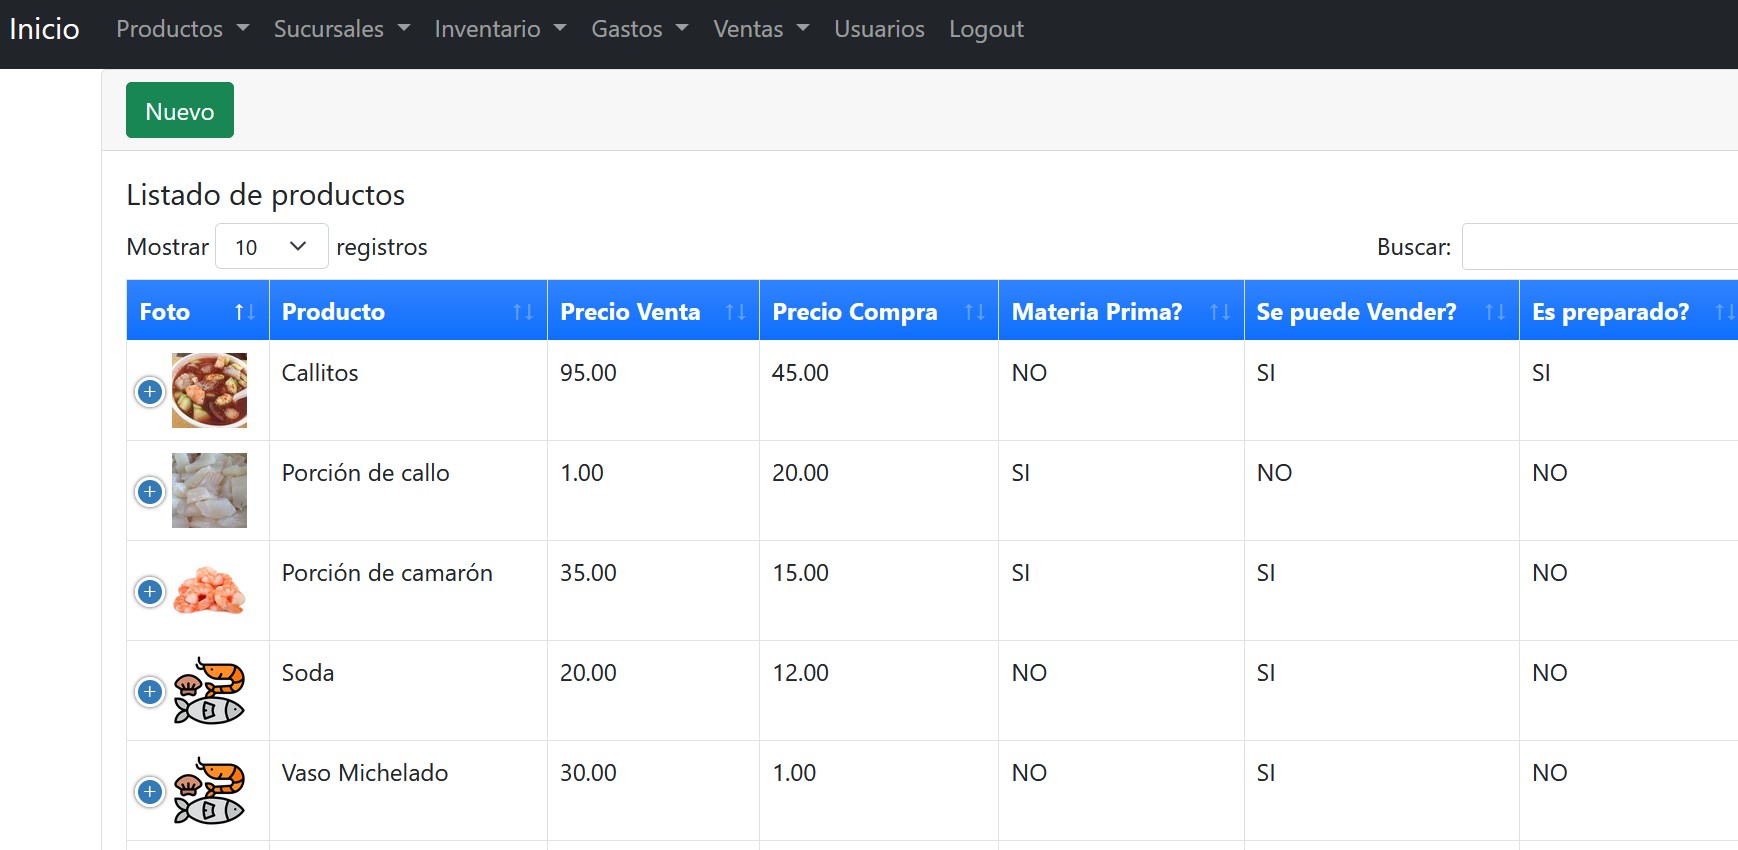 Inicio Productos Sucursales Inventario Gastos Ventas Usuarios Logout
Nuevo
Listado de productos
Mostrar 10 registros Buscar:
Foto Producto Precio Venta Precio Compra Materia Prima? Se puede Vender? Es preparado?
Callitos 95.00 45.00 NO SI SI
Porción de callo 1.00 20.00 SI NO NO
Porción de camarón 35.00 15.00 SI SI NO
Soda 20.00 12.00 NO SI NO
Vaso Michelado 30.00 1.00 NO SI NO